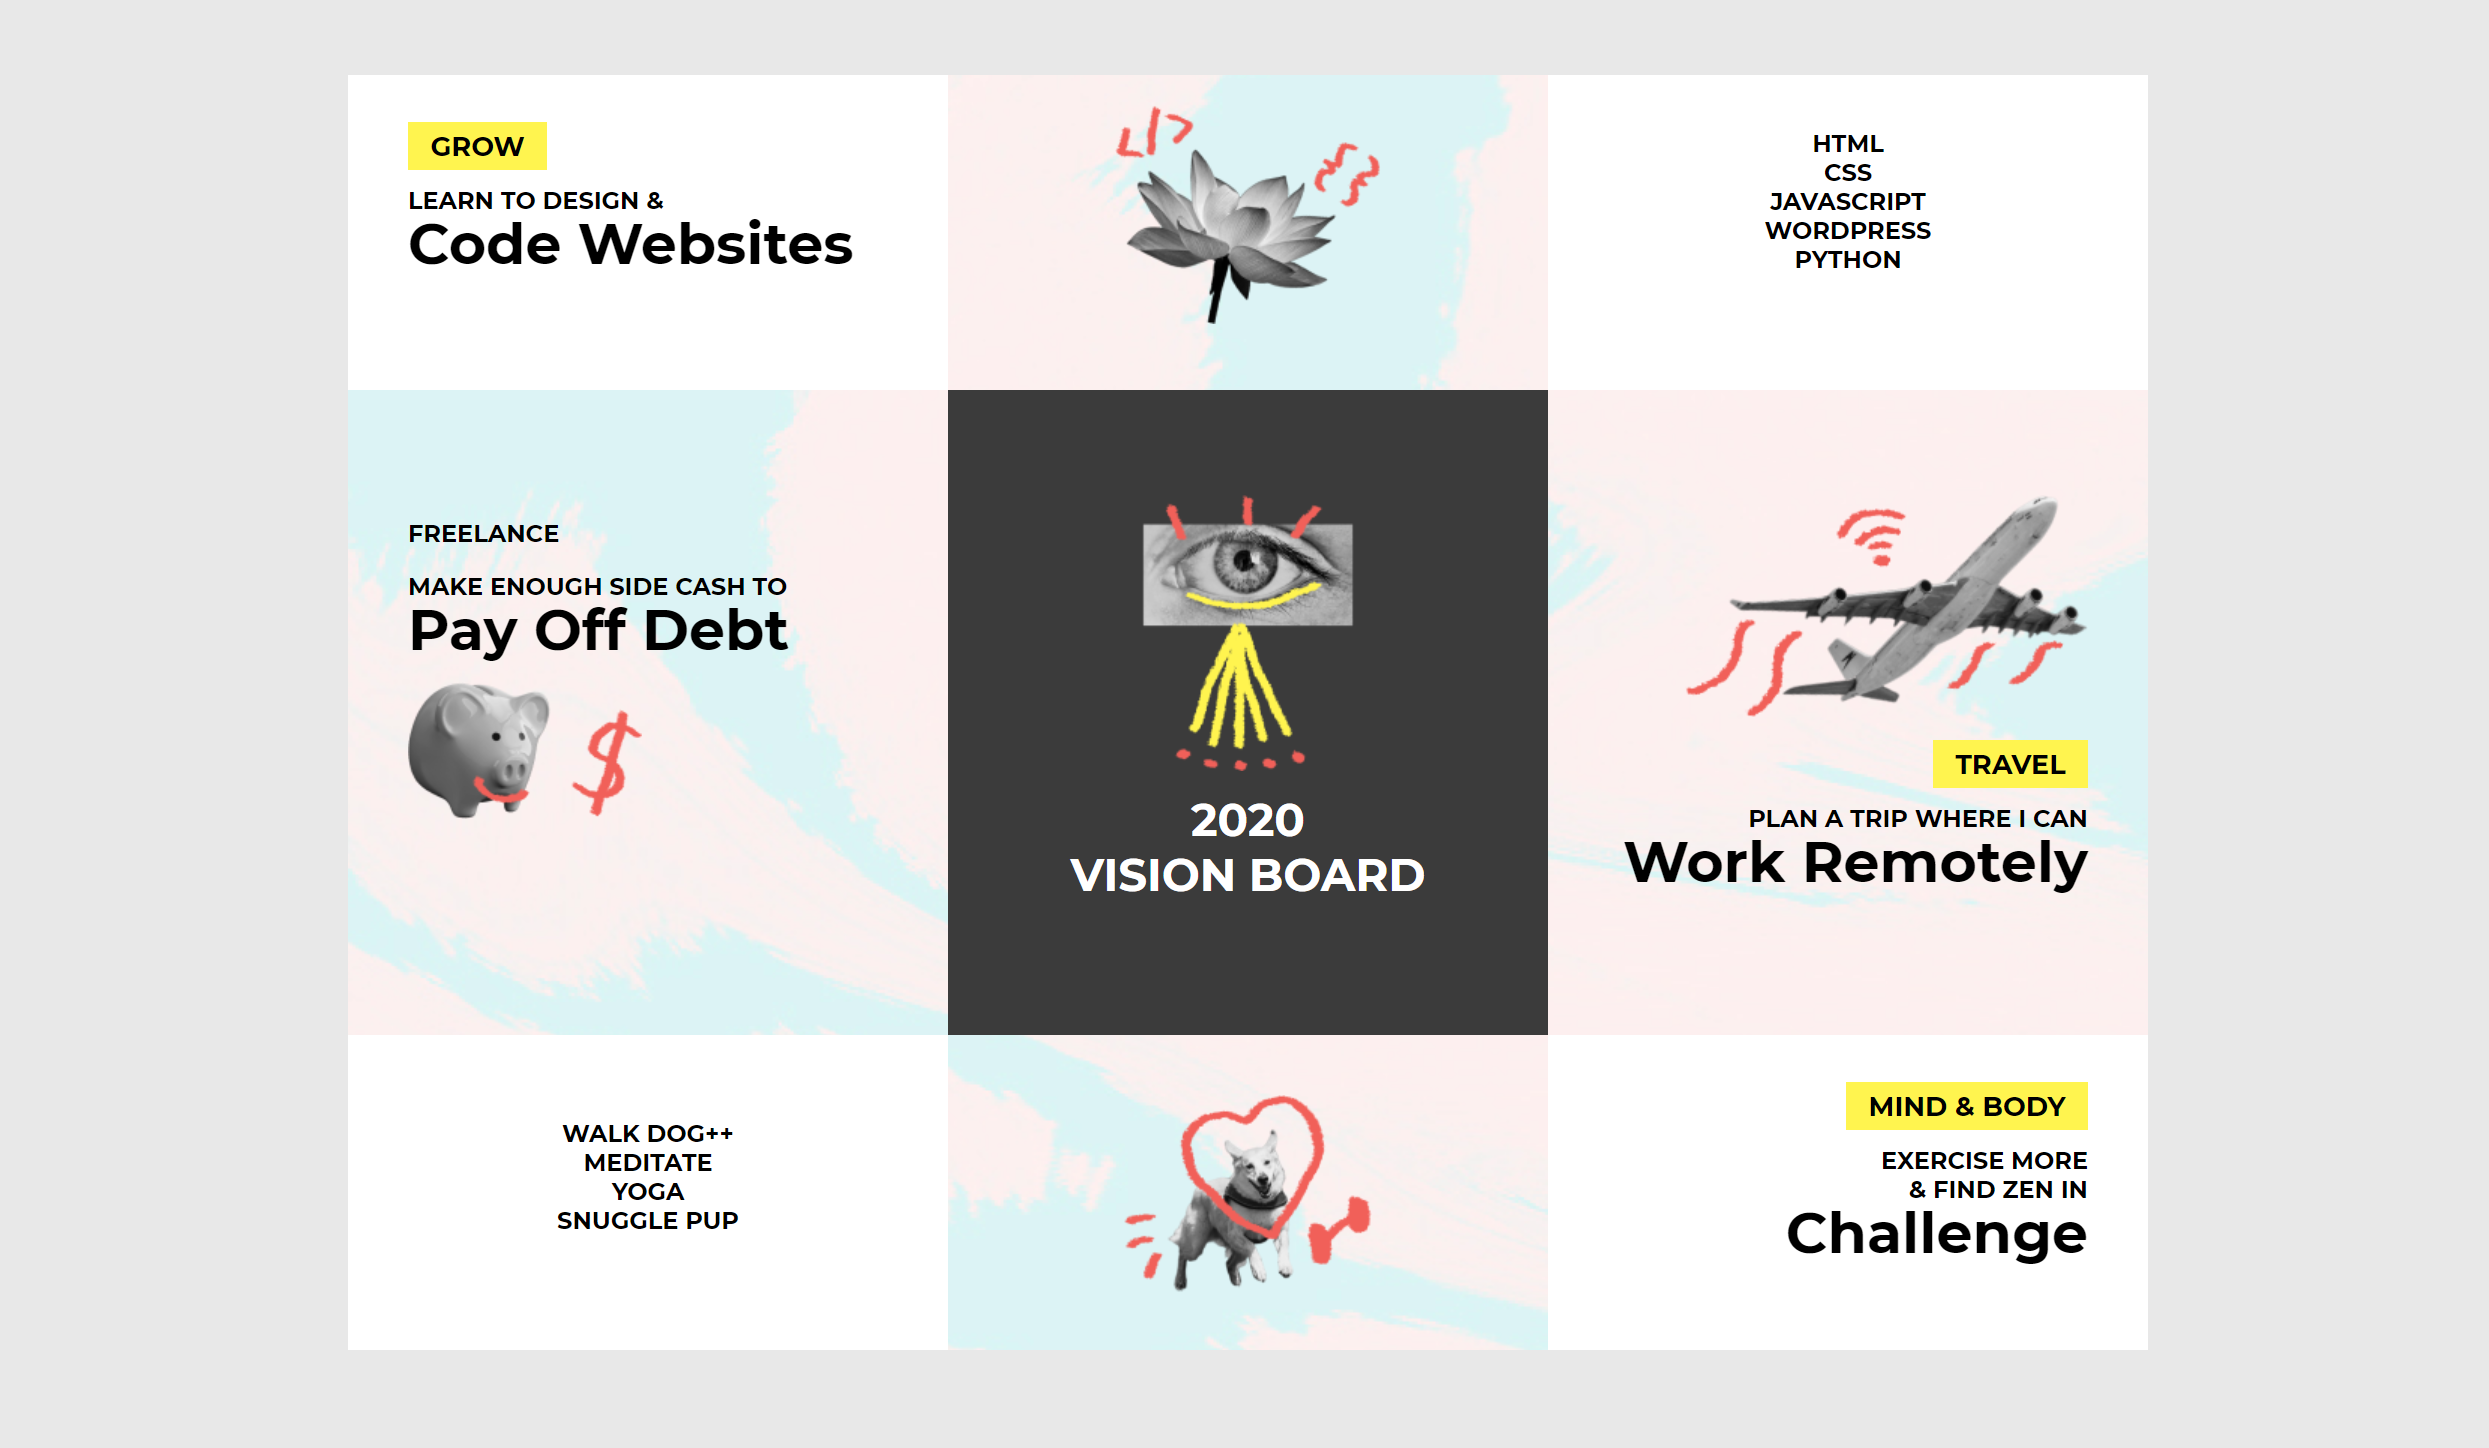 GROW
LEARN TO DESIGN &
Code Websites
</>
{}
HTML
CSS
JAVASCRIPT
WORDPRESS
PYTHON
FREELANCE
MAKE ENOUGH SIDE CASH TO
Pay Off Debt
$
2020
VISION BOARD
TRAVEL
PLAN A TRIP WHERE I CAN
Work Remotely
WALK DOG++
MEDITATE
YOGA
SNUGGLE PUP
MIND & BODY
EXERCISE MORE
& FIND ZEN IN
Challenge